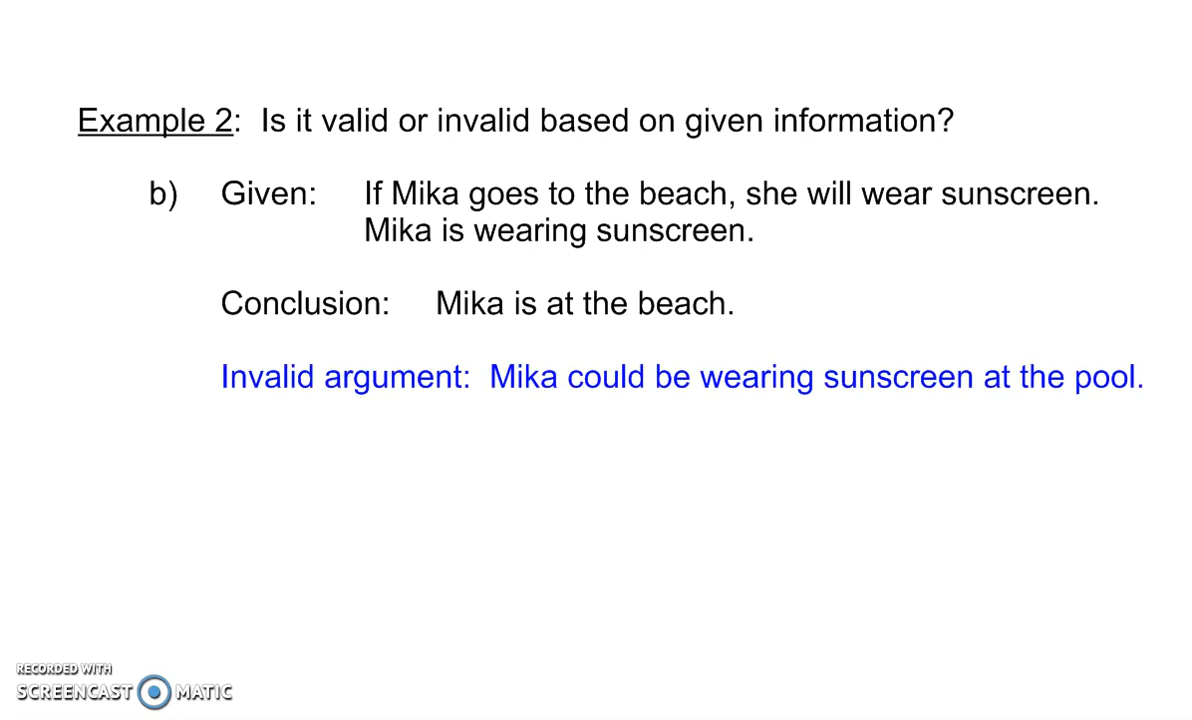 Example 2: Is it valid or invalid based on given information?
b) Given: If Mika goes to the beach, she will wear sunscreen.
Mika is wearing sunscreen.
Conclusion: Mika is at the beach.
Invalid argument: Mika could be wearing sunscreen at the pool.
RECORDED WITH
SCREENCAST MATIC